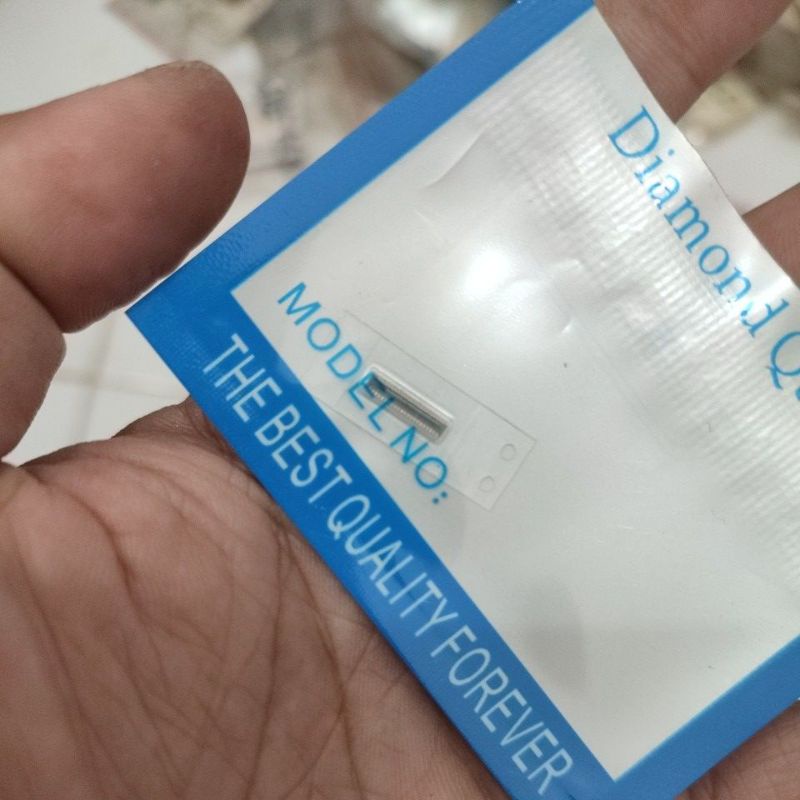 Diamond
MODEL NO:
THE BEST QUALITY FOREVER